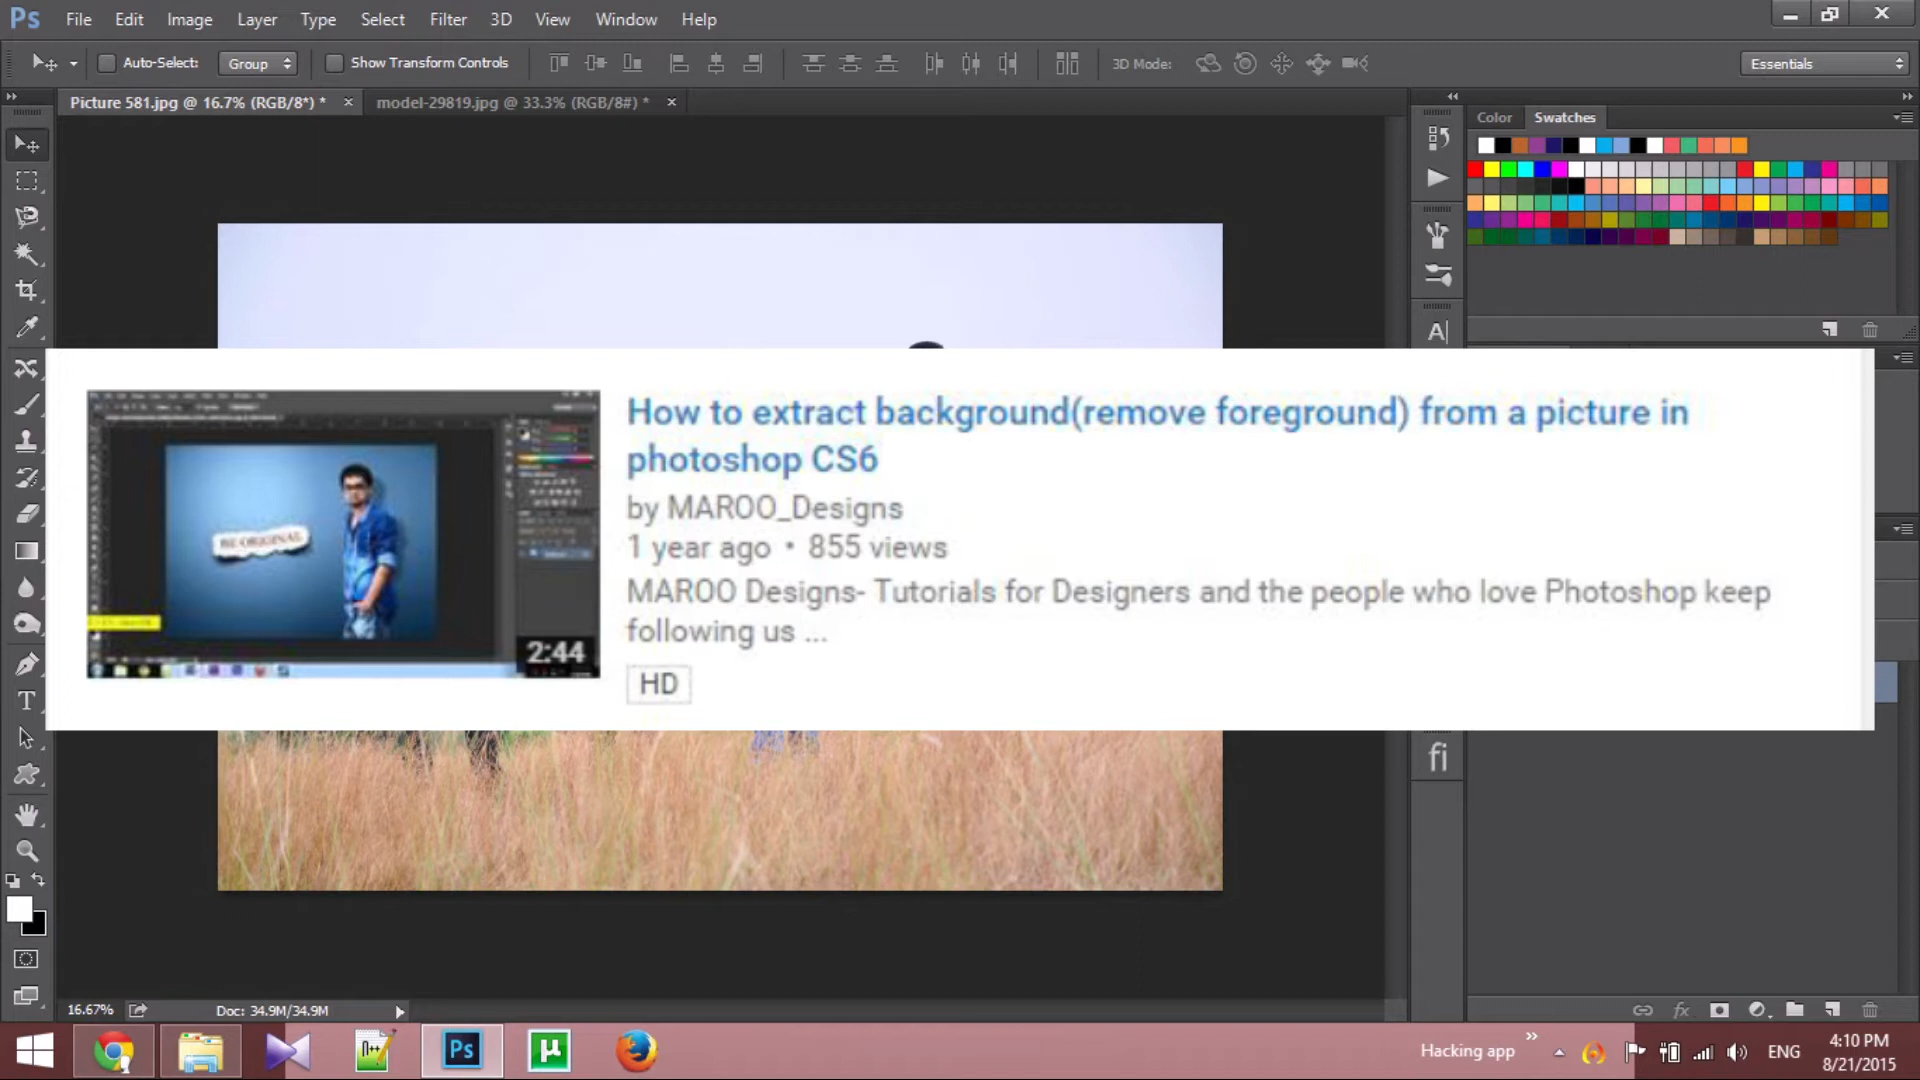 Ps File Edit Image Layer Type Select Filter 3D View Window Help
Auto-Select: Group Show Transform Controls 3D Mode: Essentials
Picture 581.jpg @ 16.7% (RGB/8*) * × model-29819.jpg @ 33.3% (RGB/8#) * ×
Color Swatches
How to extract background(remove foreground) from a picture in
photoshop CS6
by MAROO_Designs
1 year ago • 855 views
MAROO Designs- Tutorials for Designers and the people who love Photoshop keep
following us ...
HD
BE ORIGINAL
2:44
16.67% Doc: 34.9M/34.9M
Hacking app
ENG
4:10 PM
8/21/2015